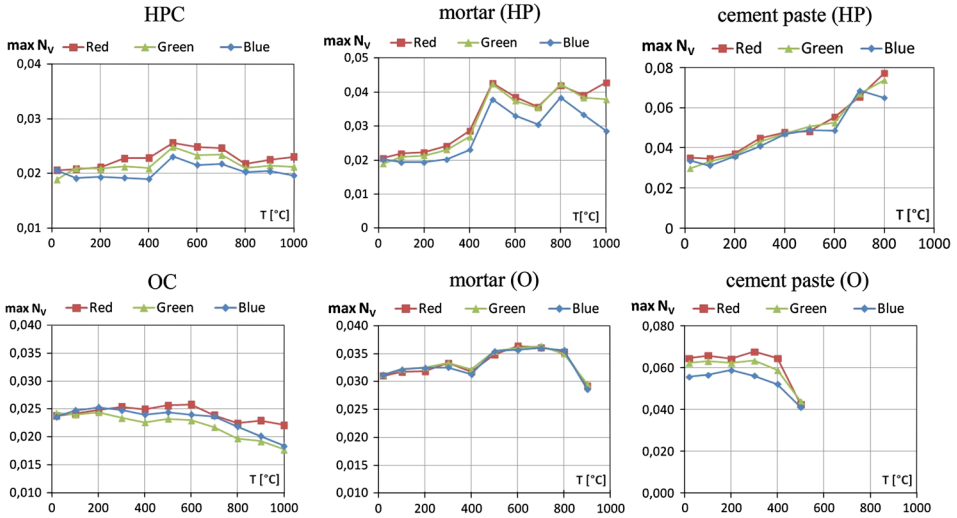 HPC
max Nv
Red Green Blue
0,04
0,03
0,02
0,01
T [°C]
0 200 400 600 800 1000
mortar (HP)
max Nv
Red Green Blue
0,05
0,04
0,03
0,02
0,01
0
T[°C]
0 200 400 600 800 1000
cement paste (HP)
max Nv
Red Green Blue
0,08
0,06
0,04
0,02
0
T [°C]
0 200 400 600 800 1000
OC
max Nv
Red Green Blue
0,040
0,035
0,030
0,025
0,020
0,015
0,010
T [°C]
0 200 400 600 800 1000
mortar (O)
max Nv
Red Green Blue
0,040
0,035
0,030
0,025
0,020
0,015
0,010
T [°C]
0 200 400 600 800 1000
cement paste (O)
max Nv
Red Green Blue
0,080
0,060
0,040
0,020
0,000
T [°C]
0 200 400 600 800 1000